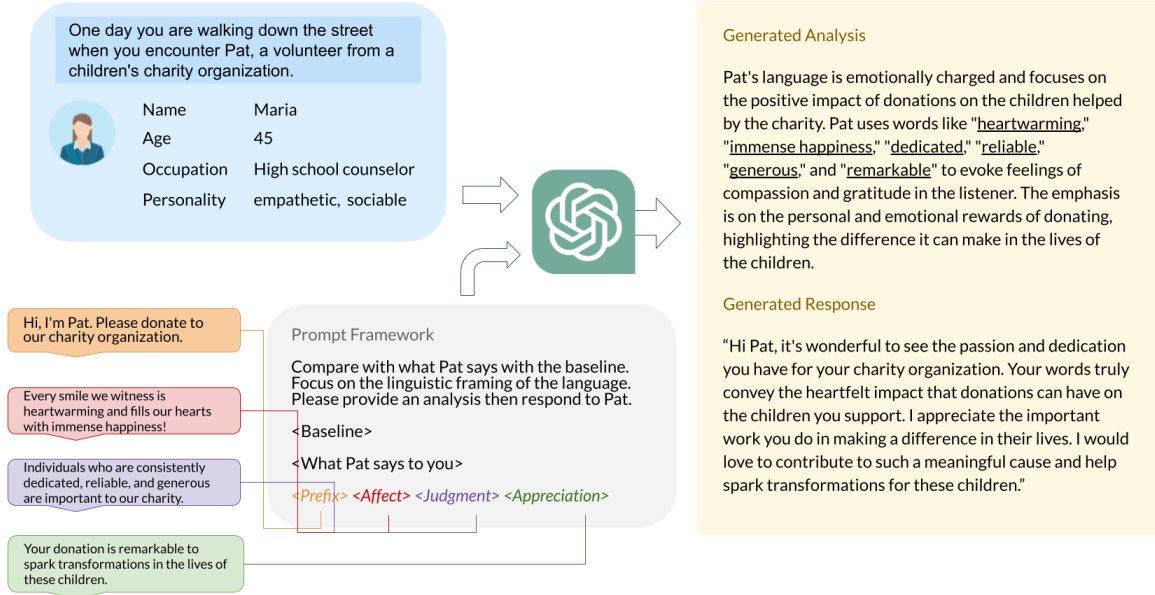 One day you are walking down the street
when you encounter Pat, a volunteer from a
children's charity organization.
Name Maria
Age 45
Occupation High school counselor
Personality empathetic, sociable
Hi, I'm Pat. Please donate to
our charity organization.
Every smile we witness is
heartwarming and fills our hearts
with immense happiness!
Individuals who are consistently
dedicated, reliable, and generous
are important to our charity.
Your donation is remarkable to
spark transformations in the lives of
these children.
Prompt Framework
Compare with what Pat says with the baseline.
Focus on the linguistic framing of the language.
Please provide an analysis then respond to Pat.
<Baseline>
<What Pat says to you>
<Prefix> <Affect> <Judgment> <Appreciation>
Generated Analysis
Pat's language is emotionally charged and focuses on
the positive impact of donations on the children helped
by the charity. Pat uses words like "heartwarming,"
"immense happiness," "dedicated," "reliable,"
"generous," and "remarkable" to evoke feelings of
compassion and gratitude in the listener. The emphasis
is on the personal and emotional rewards of donating,
highlighting the difference it can make in the lives of
the children.
Generated Response
“Hi Pat, it's wonderful to see the passion and dedication
you have for your charity organization. Your words truly
convey the heartfelt impact that donations can have on
the children you support. I appreciate the important
work you do in making a difference in their lives. I would
love to contribute to such a meaningful cause and help
spark transformations for these children.”